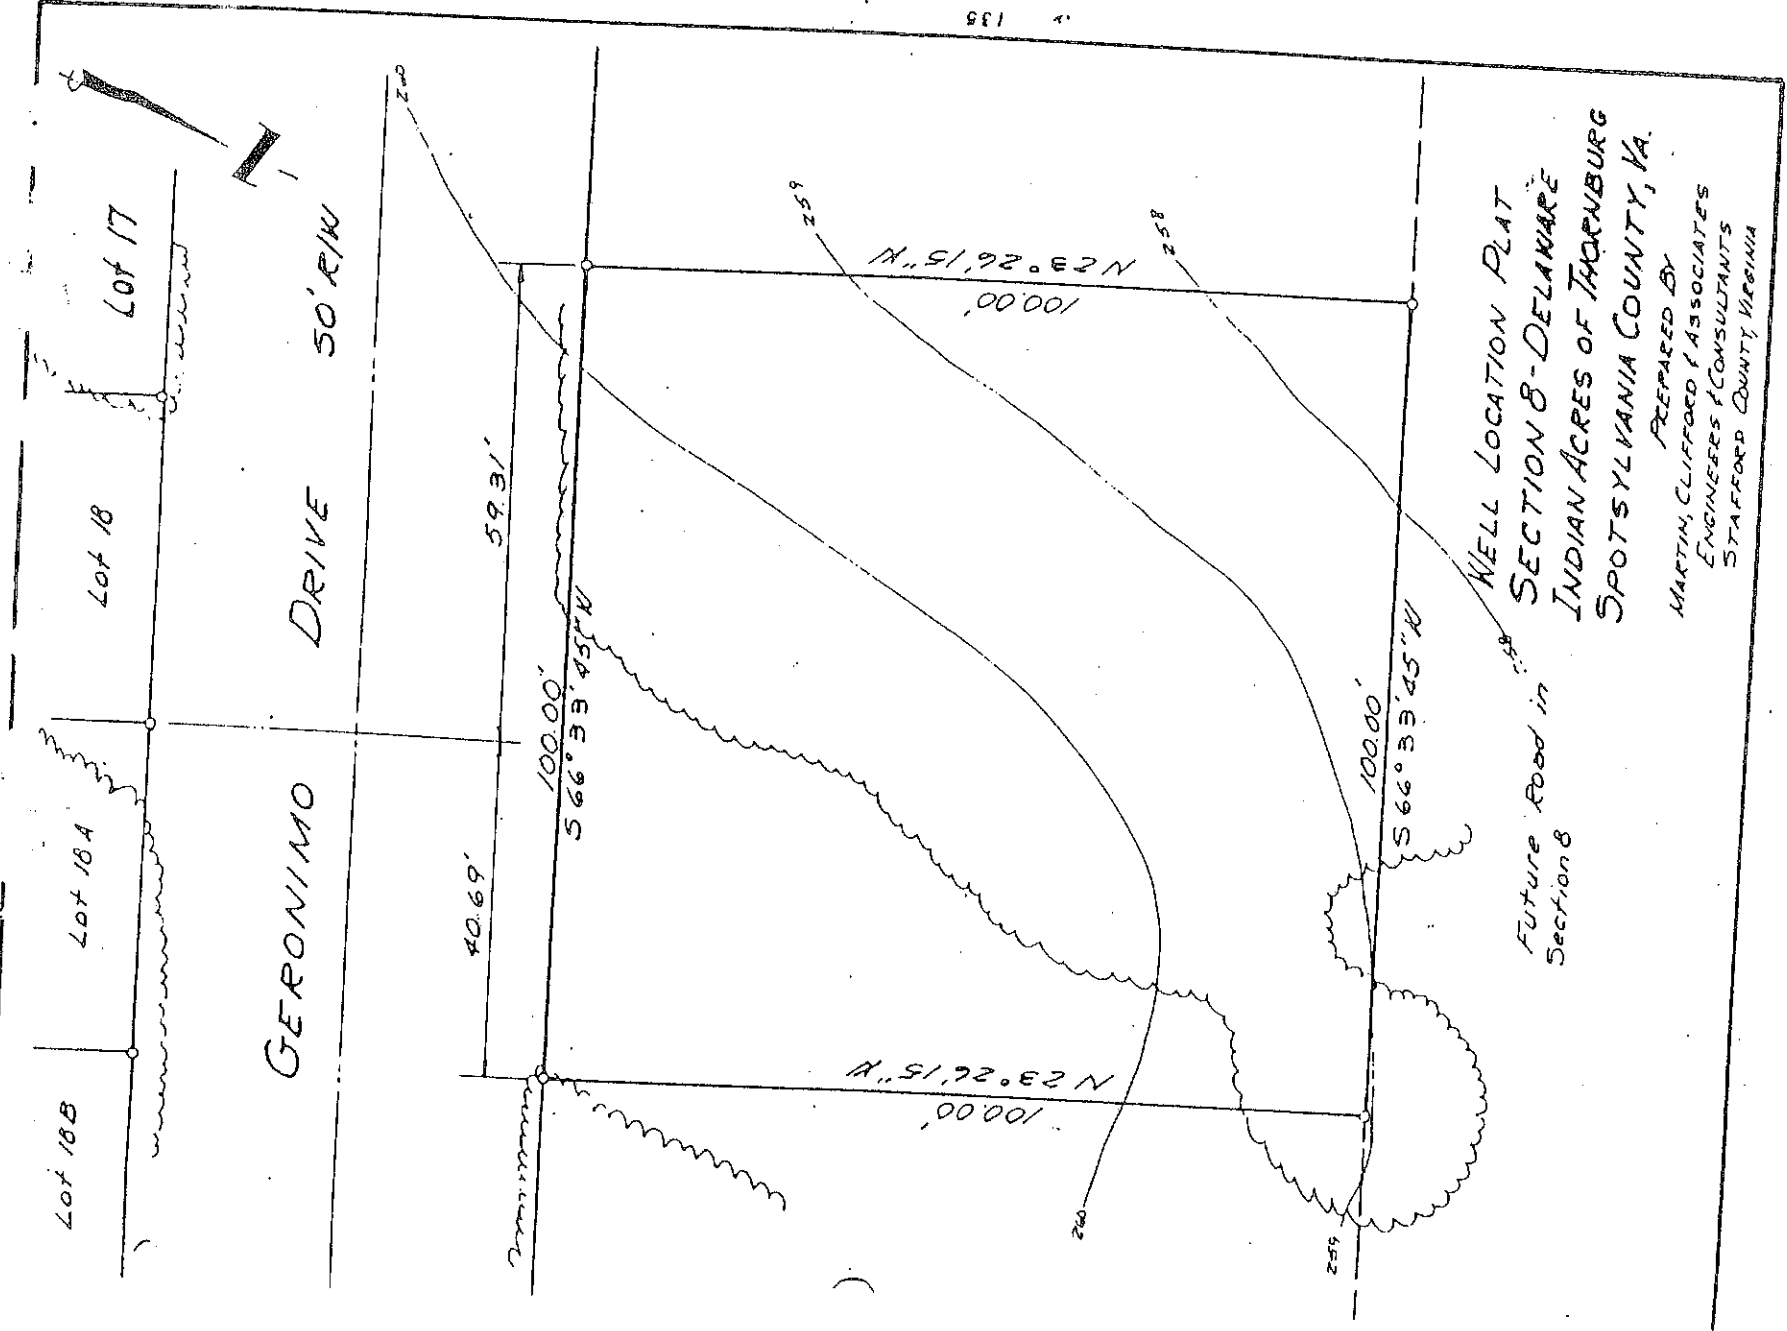 135
Lot 18B
Lot 18A
Lot 18
Lot 17
GERONIMO DRIVE 50' R/W
40.69'
59.31'
100.00'
S 66° 33' 45" W
N 23° 26' 15" W
100.00'
N 23° 26' 15" W
100.00'
100.00'
S 66° 33' 45" W
260
259
258
260
259
Future Road in
Section 8
WELL LOCATION PLAT
SECTION 8 - DELAWARE
INDIAN ACRES OF THORNBURG
SPOTSYLVANIA COUNTY, VA.
PREPARED BY
MARTIN, CLIFFORD & ASSOCIATES
ENGINEERS & CONSULTANTS
STAFFORD COUNTY, VIRGINIA